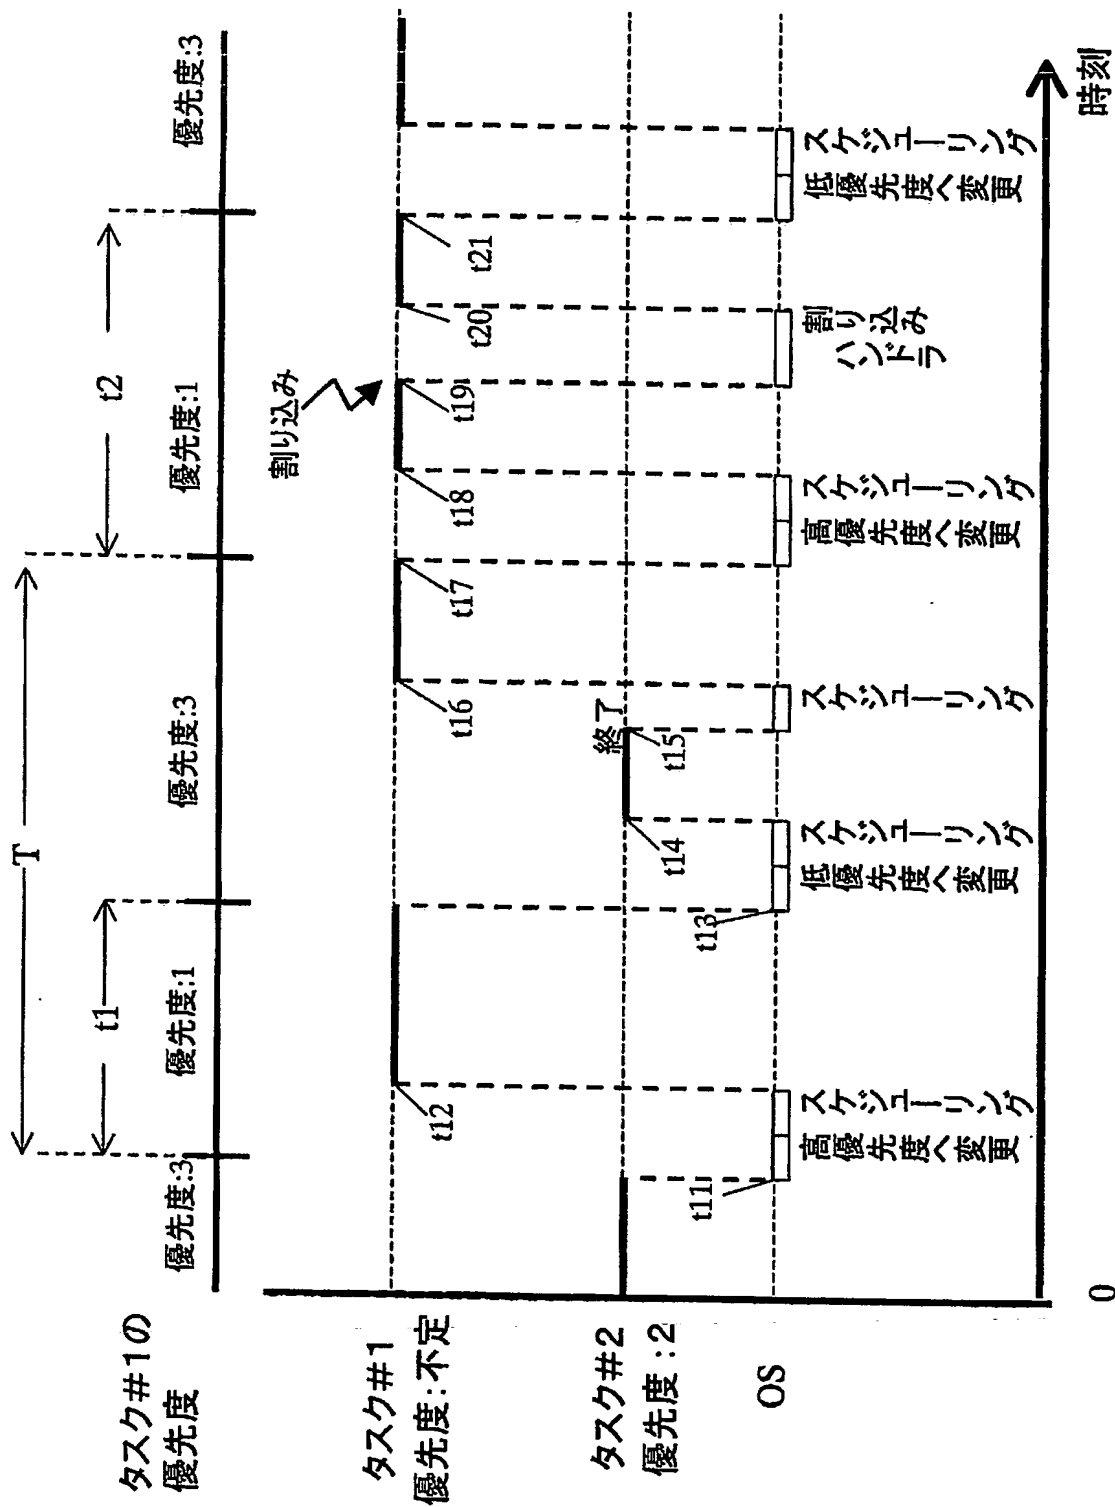 タスク#1の
優先度
優先度:3
優先度:1
優先度:3
優先度:1
優先度:3
T
t1
t2
タスク#1
優先度:不定
t12
t16
t17
t18
割り込み
t19
t20
t21
タスク#2
優先度:2
終了
t14
t15
OS
t11
t13
高優先度へ変更
スケジューリング
低優先度へ変更
スケジューリング
スケジューリング
高優先度へ変更
スケジューリング
割り込み
ハンドラ
低優先度へ変更
スケジューリング
0
時刻